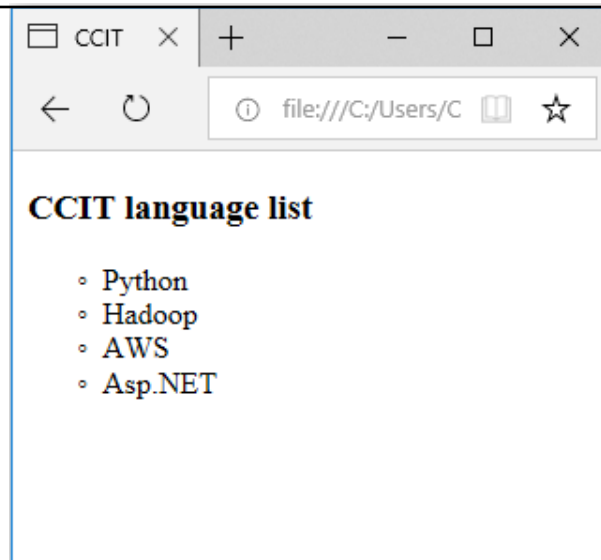 CCIT
file:///C:/Users/C
CCIT language list
Python
Hadoop
AWS
Asp.NET